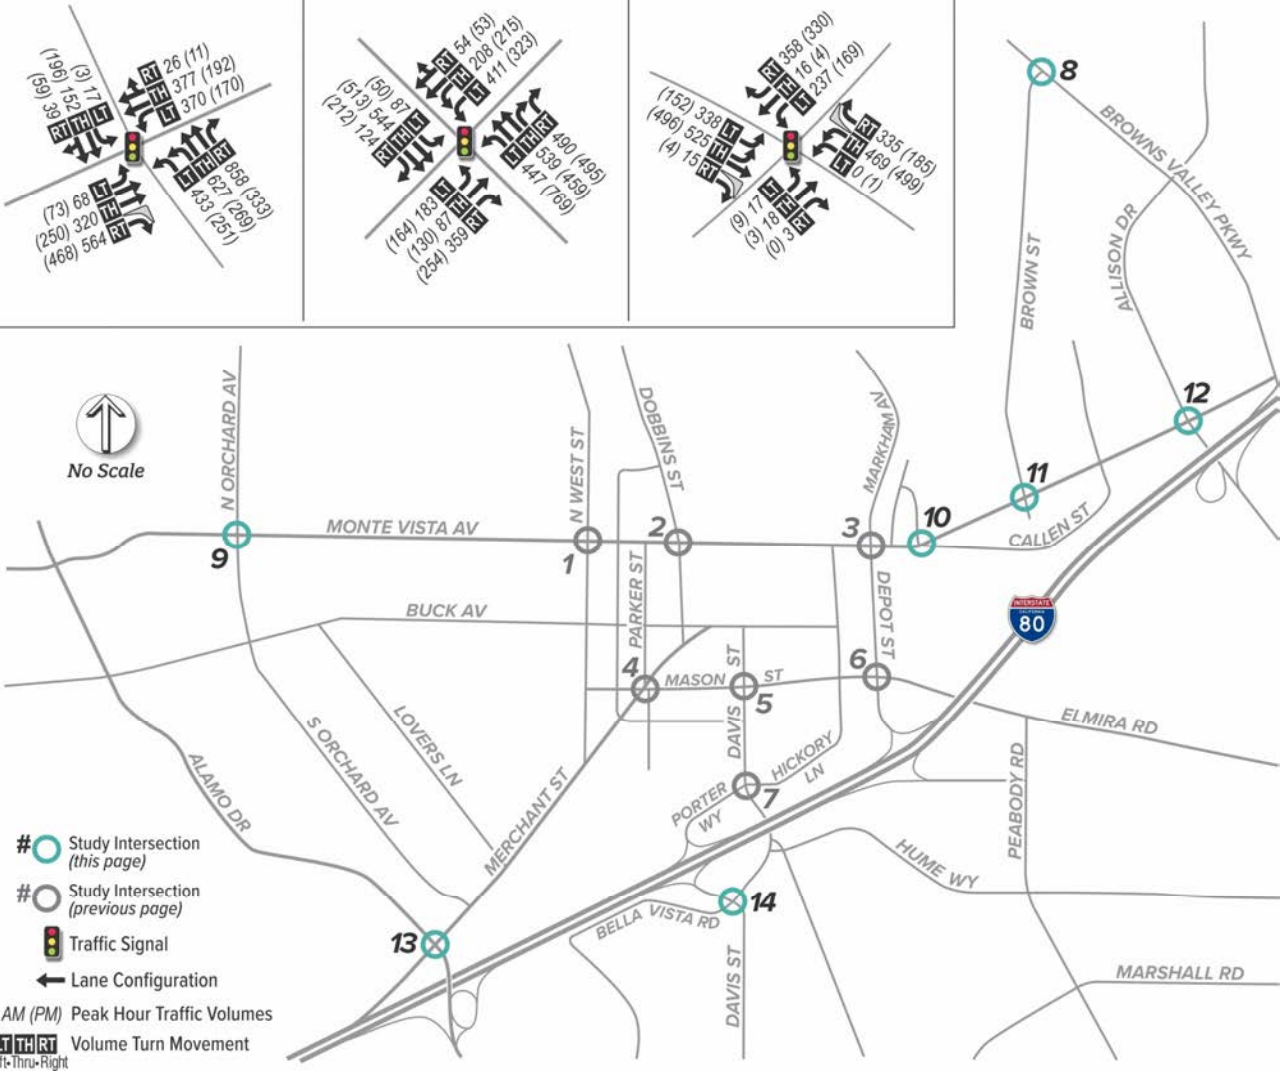 (196) 152
(3) 17
(59) 39
RT TH LT
26 (11)
377 (192)
370 (170)
RT TH LT
(73) 68
(250) 320
(468) 564
LT TH RT
858 (333)
627 (269)
433 (251)
LT TH RT
54 (53)
208 (215)
411 (323)
RT TH LT
(50) 87
(513) 544
(212) 124
RT TH LT
490 (495)
539 (459)
447 (769)
LT TH RT
(164) 183
(130) 87
(254) 359
LT TH RT
358 (330)
16 (4)
237 (169)
RT TH LT
(152) 338
(496) 525
(4) 15
LT TH RT
335 (185)
469 (499)
0 (1)
RT TH LT
(9) 17
(3) 18
(0) 3
LT TH RT
8
BROWNS VALLEY PKWY
ALLISON DR
BROWN ST
12
11
10
CALLEN ST
No Scale
N ORCHARD AV
9
MONTE VISTA AV
N WEST ST
1
DOBBINS ST
2
MARKHAM AV
3
PARKER ST
DEPOT ST
INTERSTATE
CALIFORNIA
80
BUCK AV
4
MASON ST
5
6
ELMIRA RD
DAVIS ST
LOVERS LN
S ORCHARD AV
ALAMO DR
MERCHANT ST
HICKORY LN
PORTER WY
7
PEABODY RD
HUME WY
14
BELLA VISTA RD
13
DAVIS ST
MARSHALL RD
# Study Intersection
(this page)
# Study Intersection
(previous page)
Traffic Signal
Lane Configuration
AM (PM) Peak Hour Traffic Volumes
LT TH RT Volume Turn Movement
ft•Thru•Right